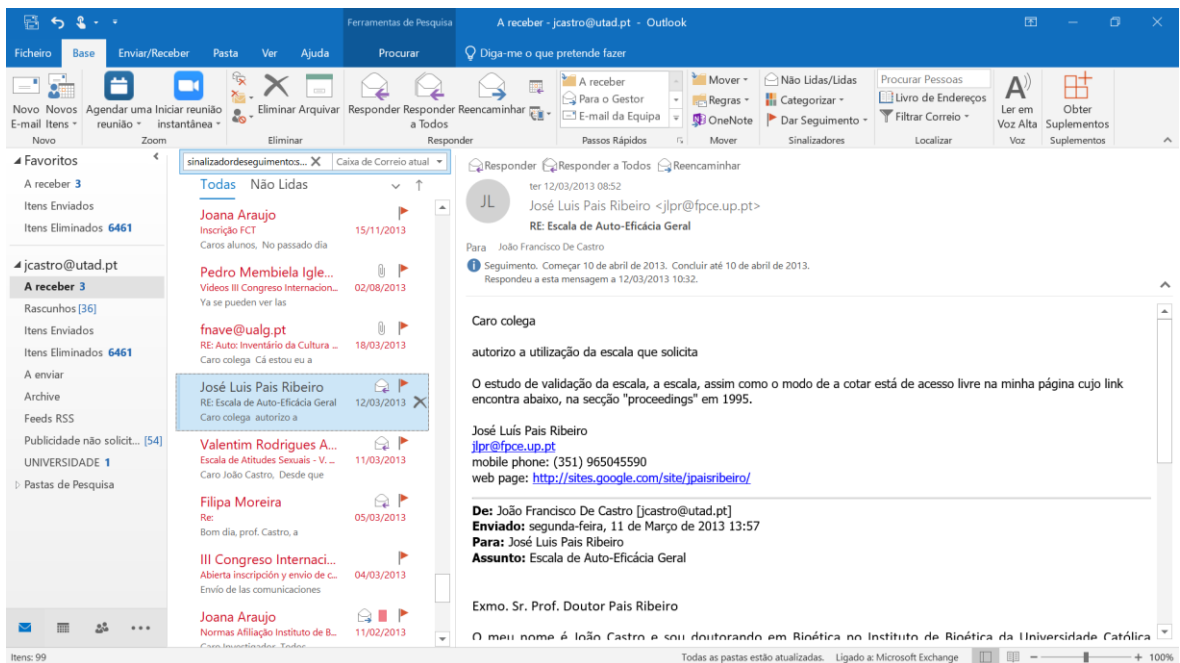 Ferramentas de Pesquisa
A receber - jcastro@utad.pt - Outlook
Ficheiro Base Enviar/Receber Pasta Ver Ajuda Procurar Diga-me o que pretende fazer
Novo E-mail
Novos Itens
Novo
Agendar uma reunião
Iniciar reunião instantânea
Zoom
Eliminar Arquivar
Eliminar
Responder
Responder a Todos
Reencaminhar
Responder
A receber
Para o Gestor
E-mail da Equipa
Passos Rápidos
Mover
Regras
OneNote
Mover
Não Lidas/Lidas
Categorizar
Dar Seguimento
Sinalizadores
Procurar Pessoas
Livro de Endereços
Filtrar Correio
Localizar
Ler em Voz Alta
Voz
Obter Suplementos
Suplementos
Favoritos
A receber 3
Itens Enviados
Itens Eliminados 6461
jcastro@utad.pt
A receber 3
Rascunhos [36]
Itens Enviados
Itens Eliminados 6461
A enviar
Archive
Feeds RSS
Publicidade não solicit... [54]
UNIVERSIDADE 1
Pastas de Pesquisa
sinalizadordeseguimento:s... Caixa de Correio atual
Todas Não Lidas
Joana Araujo
Inscrição FCT 15/11/2013
Caros alunos, No passado dia
Pedro Membiela Igle...
Videos III Congreso Internacion... 02/08/2013
Ya se pueden ver las
fnave@ualg.pt
RE: Auto: Inventário da Cultura ... 18/03/2013
Caro colega Cá estou eu a
José Luis Pais Ribeiro
RE: Escala de Auto-Eficácia Geral 12/03/2013
Caro colega autorizo a
Valentim Rodrigues A...
Escala de Atitudes Sexuais - V. ... 11/03/2013
Caro João Castro, Desde que
Filipa Moreira
Re: 05/03/2013
Bom dia, prof. Castro, a
III Congreso Internaci...
Abierta inscripción y envio de c... 04/03/2013
Envío de las comunicaciones
Joana Araujo
Normas Afiliação Instituto de B... 11/02/2013
Caros Investigados, Todos
Responder Responder a Todos Reencaminhar
JL
ter 12/03/2013 08:52
José Luis Pais Ribeiro <jlpr@fpce.up.pt>
RE: Escala de Auto-Eficácia Geral
Para João Francisco De Castro
Seguimento. Começar 10 de abril de 2013. Concluir até 10 de abril de 2013.
Respondeu a esta mensagem a 12/03/2013 10:32.
Caro colega
autorizo a utilização da escala que solicita
O estudo de validação da escala, a escala, assim como o modo de a cotar está de acesso livre na minha página cujo link
encontra abaixo, na secção "proceedings" em 1995.
José Luís Pais Ribeiro
jlpr@fpce.up.pt
mobile phone: (351) 965045590
web page: http://sites.google.com/site/jpaisribeiro/
De: João Francisco De Castro [jcastro@utad.pt]
Enviado: segunda-feira, 11 de Março de 2013 13:57
Para: José Luis Pais Ribeiro
Assunto: Escala de Auto-Eficácia Geral
Exmo. Sr. Prof. Doutor Pais Ribeiro
O meu nome é João Castro e sou doutorando em Bioética no Instituto de Bioética da Universidade Católica
Itens: 99
Todas as pastas estão atualizadas. Ligado a: Microsoft Exchange 100%